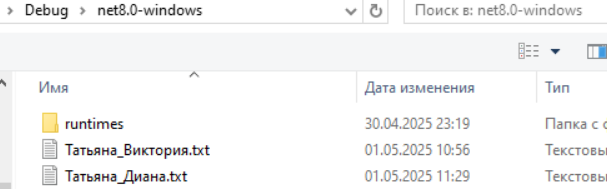 Debug > net8.0-windows Поиск в: net8.0-windows
Имя Дата изменения Тип
runtimes 30.04.2025 23:19 Папка с
Татьяна_Виктория.txt 01.05.2025 10:56 Текстовы
Татьяна_Диана.txt 01.05.2025 11:29 Текстовы